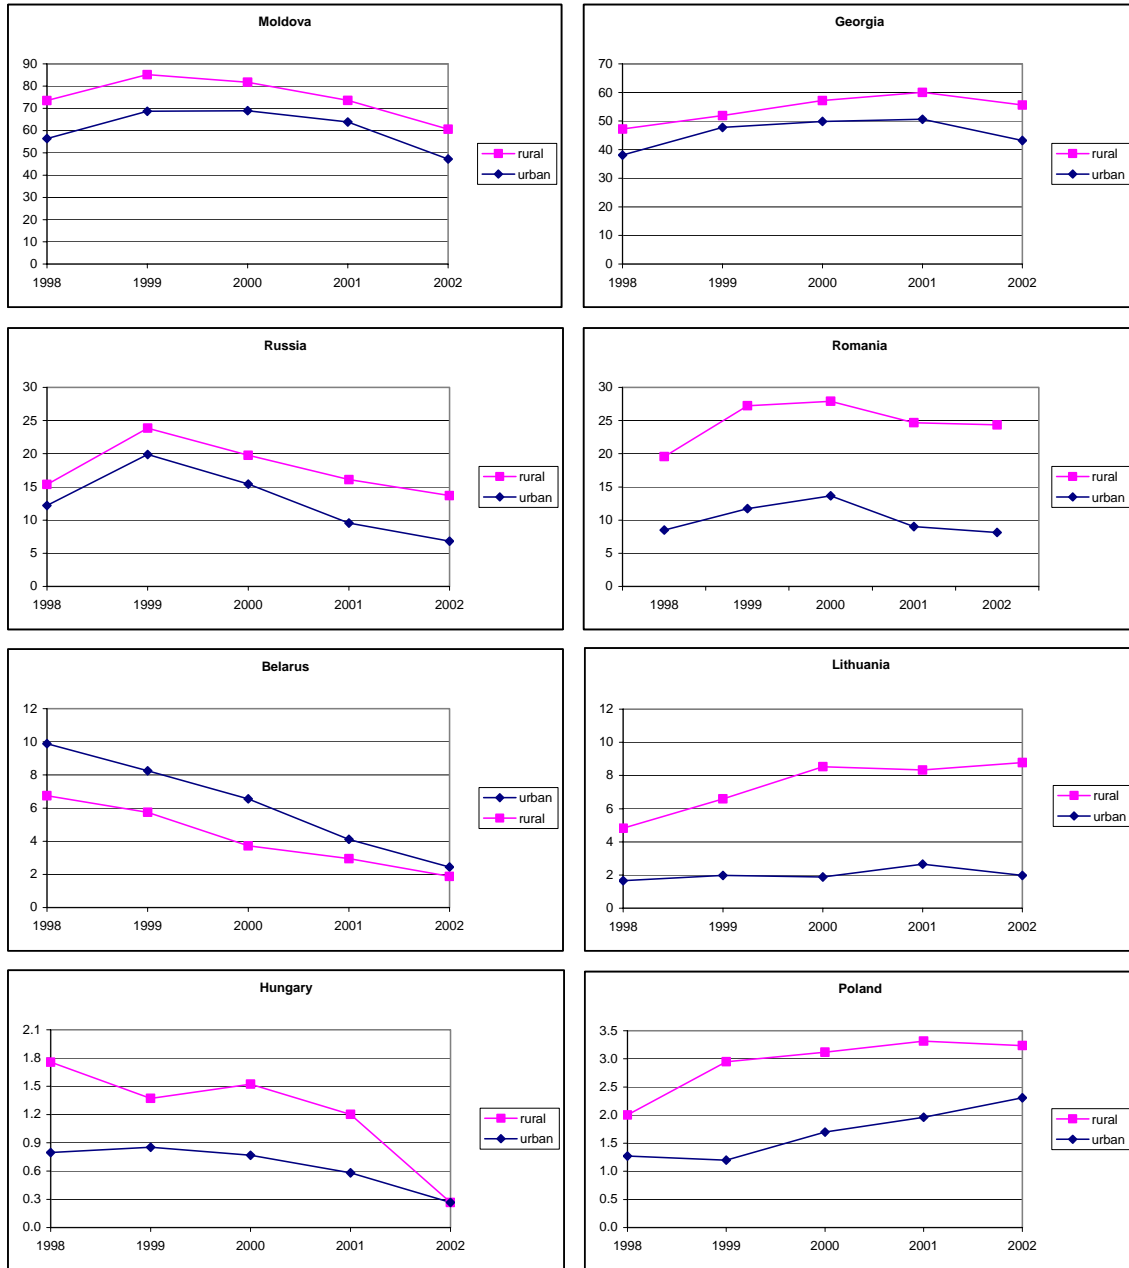 Moldova
90
80
70
60
50
40
30
20
10
0
1998 1999 2000 2001 2002
rural
urban
Georgia
70
60
50
40
30
20
10
0
1998 1999 2000 2001 2002
rural
urban
Russia
30
25
20
15
10
5
0
1998 1999 2000 2001 2002
rural
urban
Romania
30
25
20
15
10
5
0
1998 1999 2000 2001 2002
rural
urban
Belarus
12
10
8
6
4
2
0
1998 1999 2000 2001 2002
urban
rural
Lithuania
12
10
8
6
4
2
0
1998 1999 2000 2001 2002
rural
urban
Hungary
2.1
1.8
1.5
1.2
0.9
0.6
0.3
0.0
1998 1999 2000 2001 2002
rural
urban
Poland
3.5
3.0
2.5
2.0
1.5
1.0
0.5
0.0
1998 1999 2000 2001 2002
rural
urban